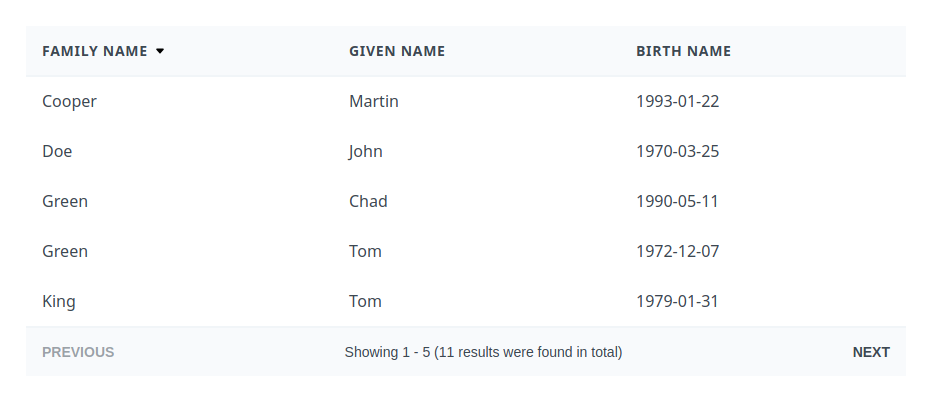 FAMILY NAME GIVEN NAME BIRTH NAME
Cooper Martin 1993-01-22
Doe John 1970-03-25
Green Chad 1990-05-11
Green Tom 1972-12-07
King Tom 1979-01-31
PREVIOUS Showing 1 - 5 (11 results were found in total) NEXT